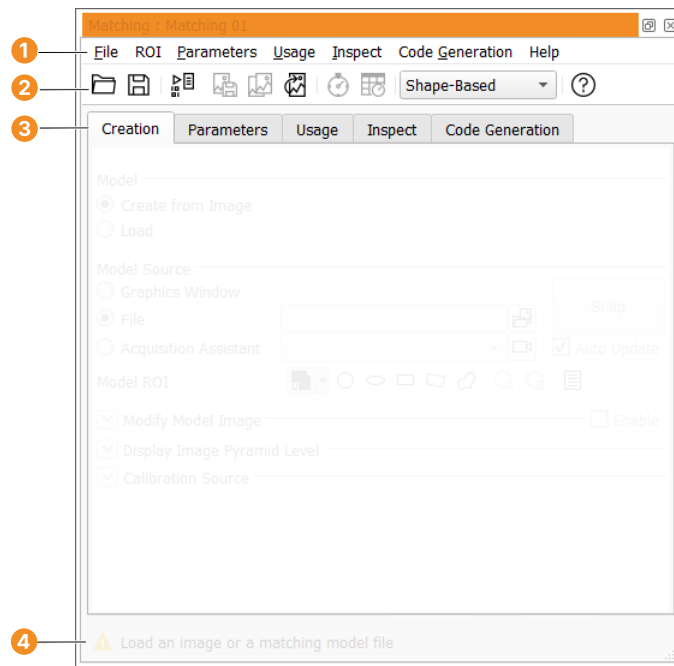 Matching : Matching 01
1 File ROI Parameters Usage Inspect Code Generation Help
2 Shape-Based ?
3 Creation Parameters Usage Inspect Code Generation
Model
Create from Image
Load
Model Source
Graphics Window
File Snap
Acquisition Assistant Auto Update
Model ROI
Modify Model Image Enable
Display Image Pyramid Level
Calibration Source
4 Load an image or a matching model file